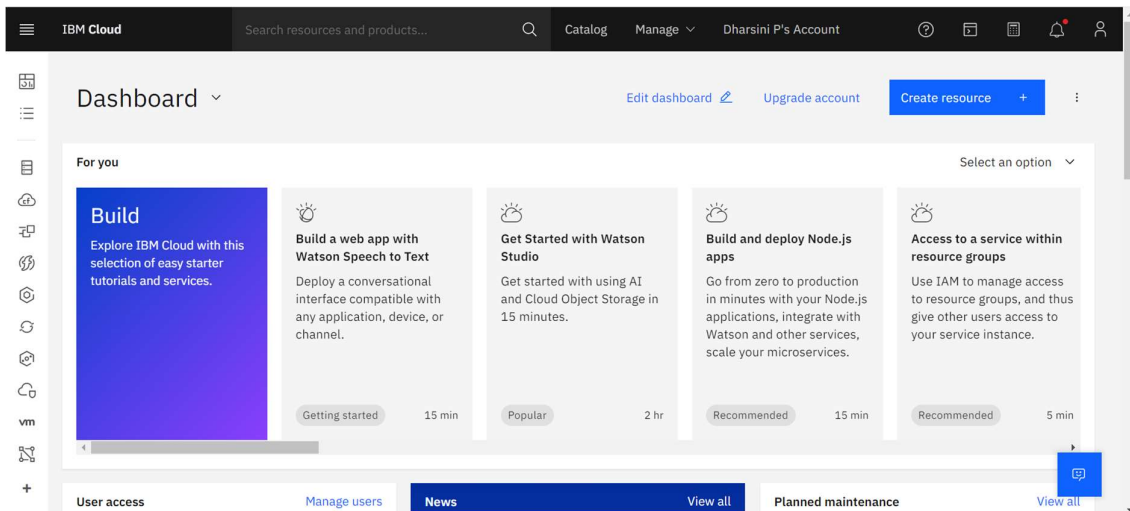 IBM Cloud Search resources and products... Catalog Manage Dharsini P's Account
Dashboard Edit dashboard Upgrade account Create resource +
For you Select an option
Build
Explore IBM Cloud with this
selection of easy starter
tutorials and services.
Build a web app with
Watson Speech to Text
Deploy a conversational
interface compatible with
any application, device, or
channel.
Getting started 15 min
Get Started with Watson
Studio
Get started with using AI
and Cloud Object Storage in
15 minutes.
Popular 2 hr
Build and deploy Node.js
apps
Go from zero to production
in minutes with your Node.js
applications, integrate with
Watson and other services,
scale your microservices.
Recommended 15 min
Access to a service within
resource groups
Use IAM to manage access
to resource groups, and thus
give other users access to
your service instance.
Recommended 5 min
vm
User access Manage users
News View all
Planned maintenance View all